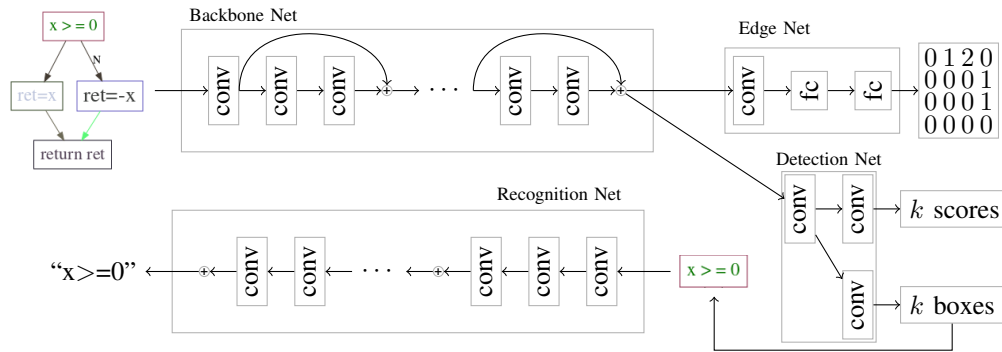 x >= 0
N
ret=x
ret=-x
return ret
Backbone Net
conv
conv
conv
+
· · ·
conv
conv
+
Edge Net
conv
fc
fc
0 1 2 0
0 0 0 1
0 0 0 1
0 0 0 0
Detection Net
conv
conv
k scores
conv
k boxes
Recognition Net
“x>=0”
+
conv
conv
· · ·
+
conv
conv
conv
x >= 0